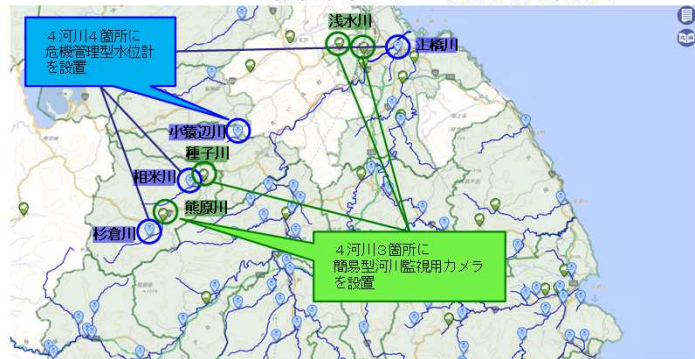 浅水川
４河川４箇所に
危機管理型水位計
を設置
土橋川
小猿辺川
種子川
相米川
熊原川
杉倉川
４河川３箇所に
簡易型河川監視用カメラ
を設置